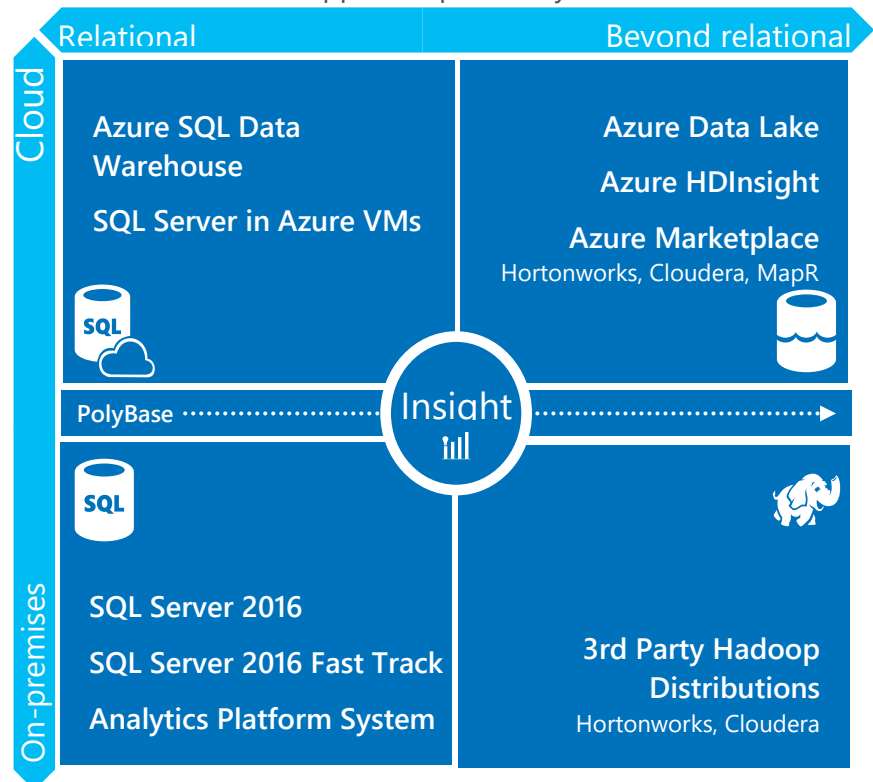 Relational
Beyond relational
Cloud
Azure SQL Data
Warehouse
SQL Server in Azure VMs
SQL
Azure Data Lake
Azure HDInsight
Azure Marketplace
Hortonworks, Cloudera, MapR
PolyBase
Insight
SQL
On-premises
SQL Server 2016
SQL Server 2016 Fast Track
Analytics Platform System
3rd Party Hadoop
Distributions
Hortonworks, Cloudera